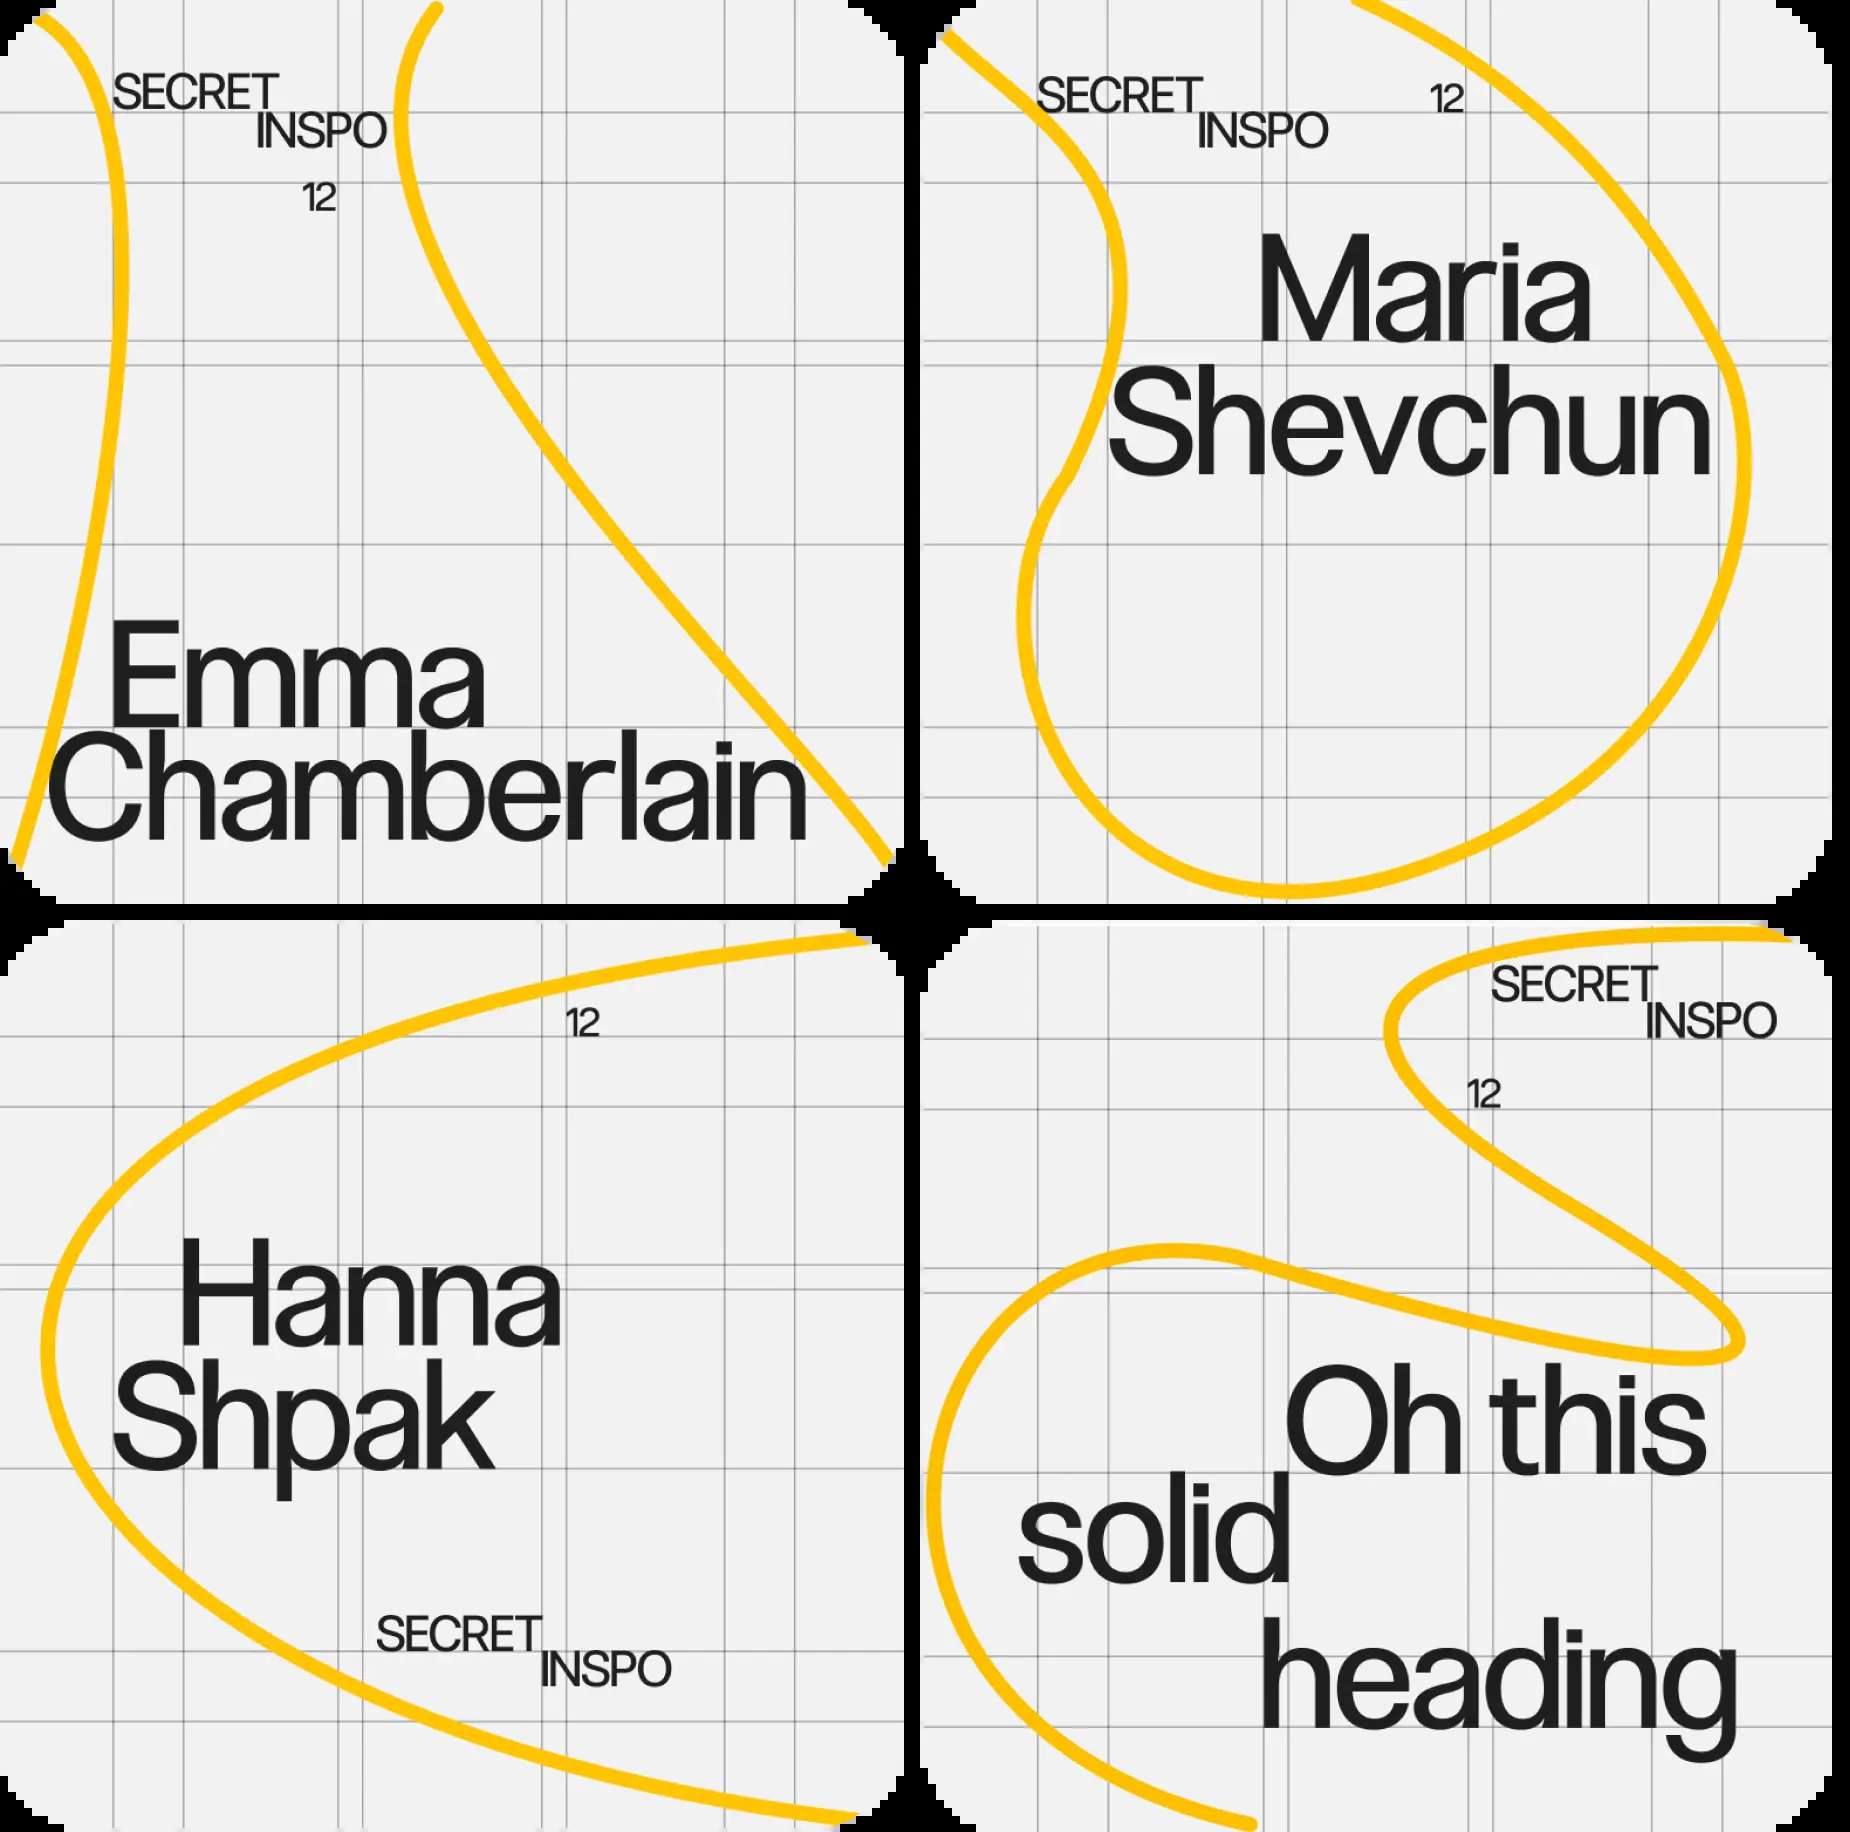 SECRET
INSPO
12
Emma
Chamberlain
SECRET
INSPO
12
Maria
Shevchun
12
Hanna
Shpak
SECRET
INSPO
SECRET
INSPO
12
Oh this
solid
heading